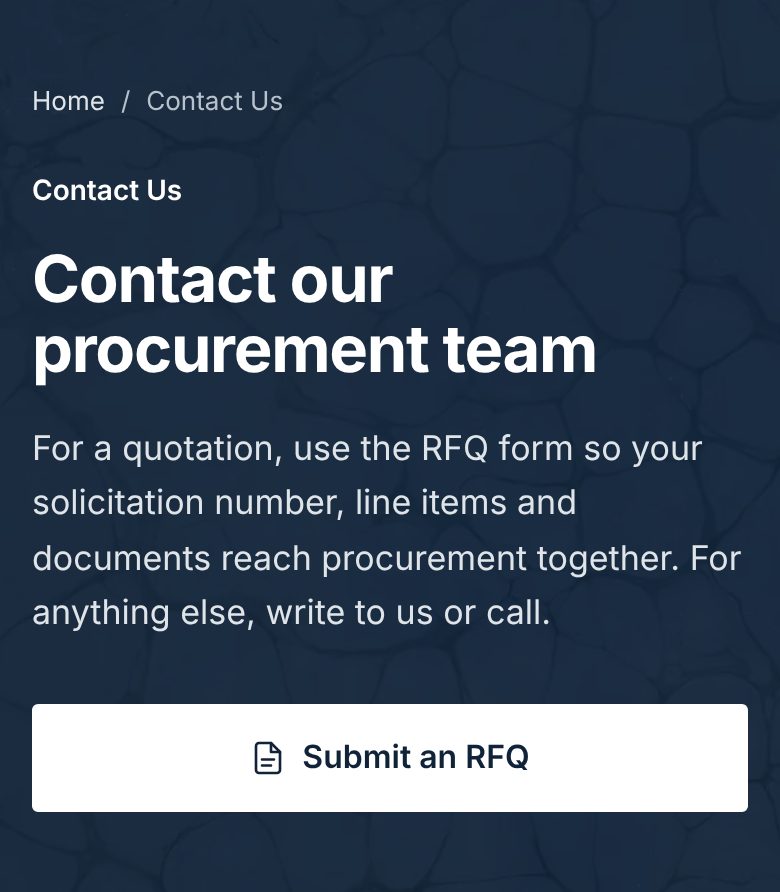 Home / Contact Us
Contact Us
Contact our
procurement team
For a quotation, use the RFQ form so your
solicitation number, line items and
documents reach procurement together. For
anything else, write to us or call.
Submit an RFQ